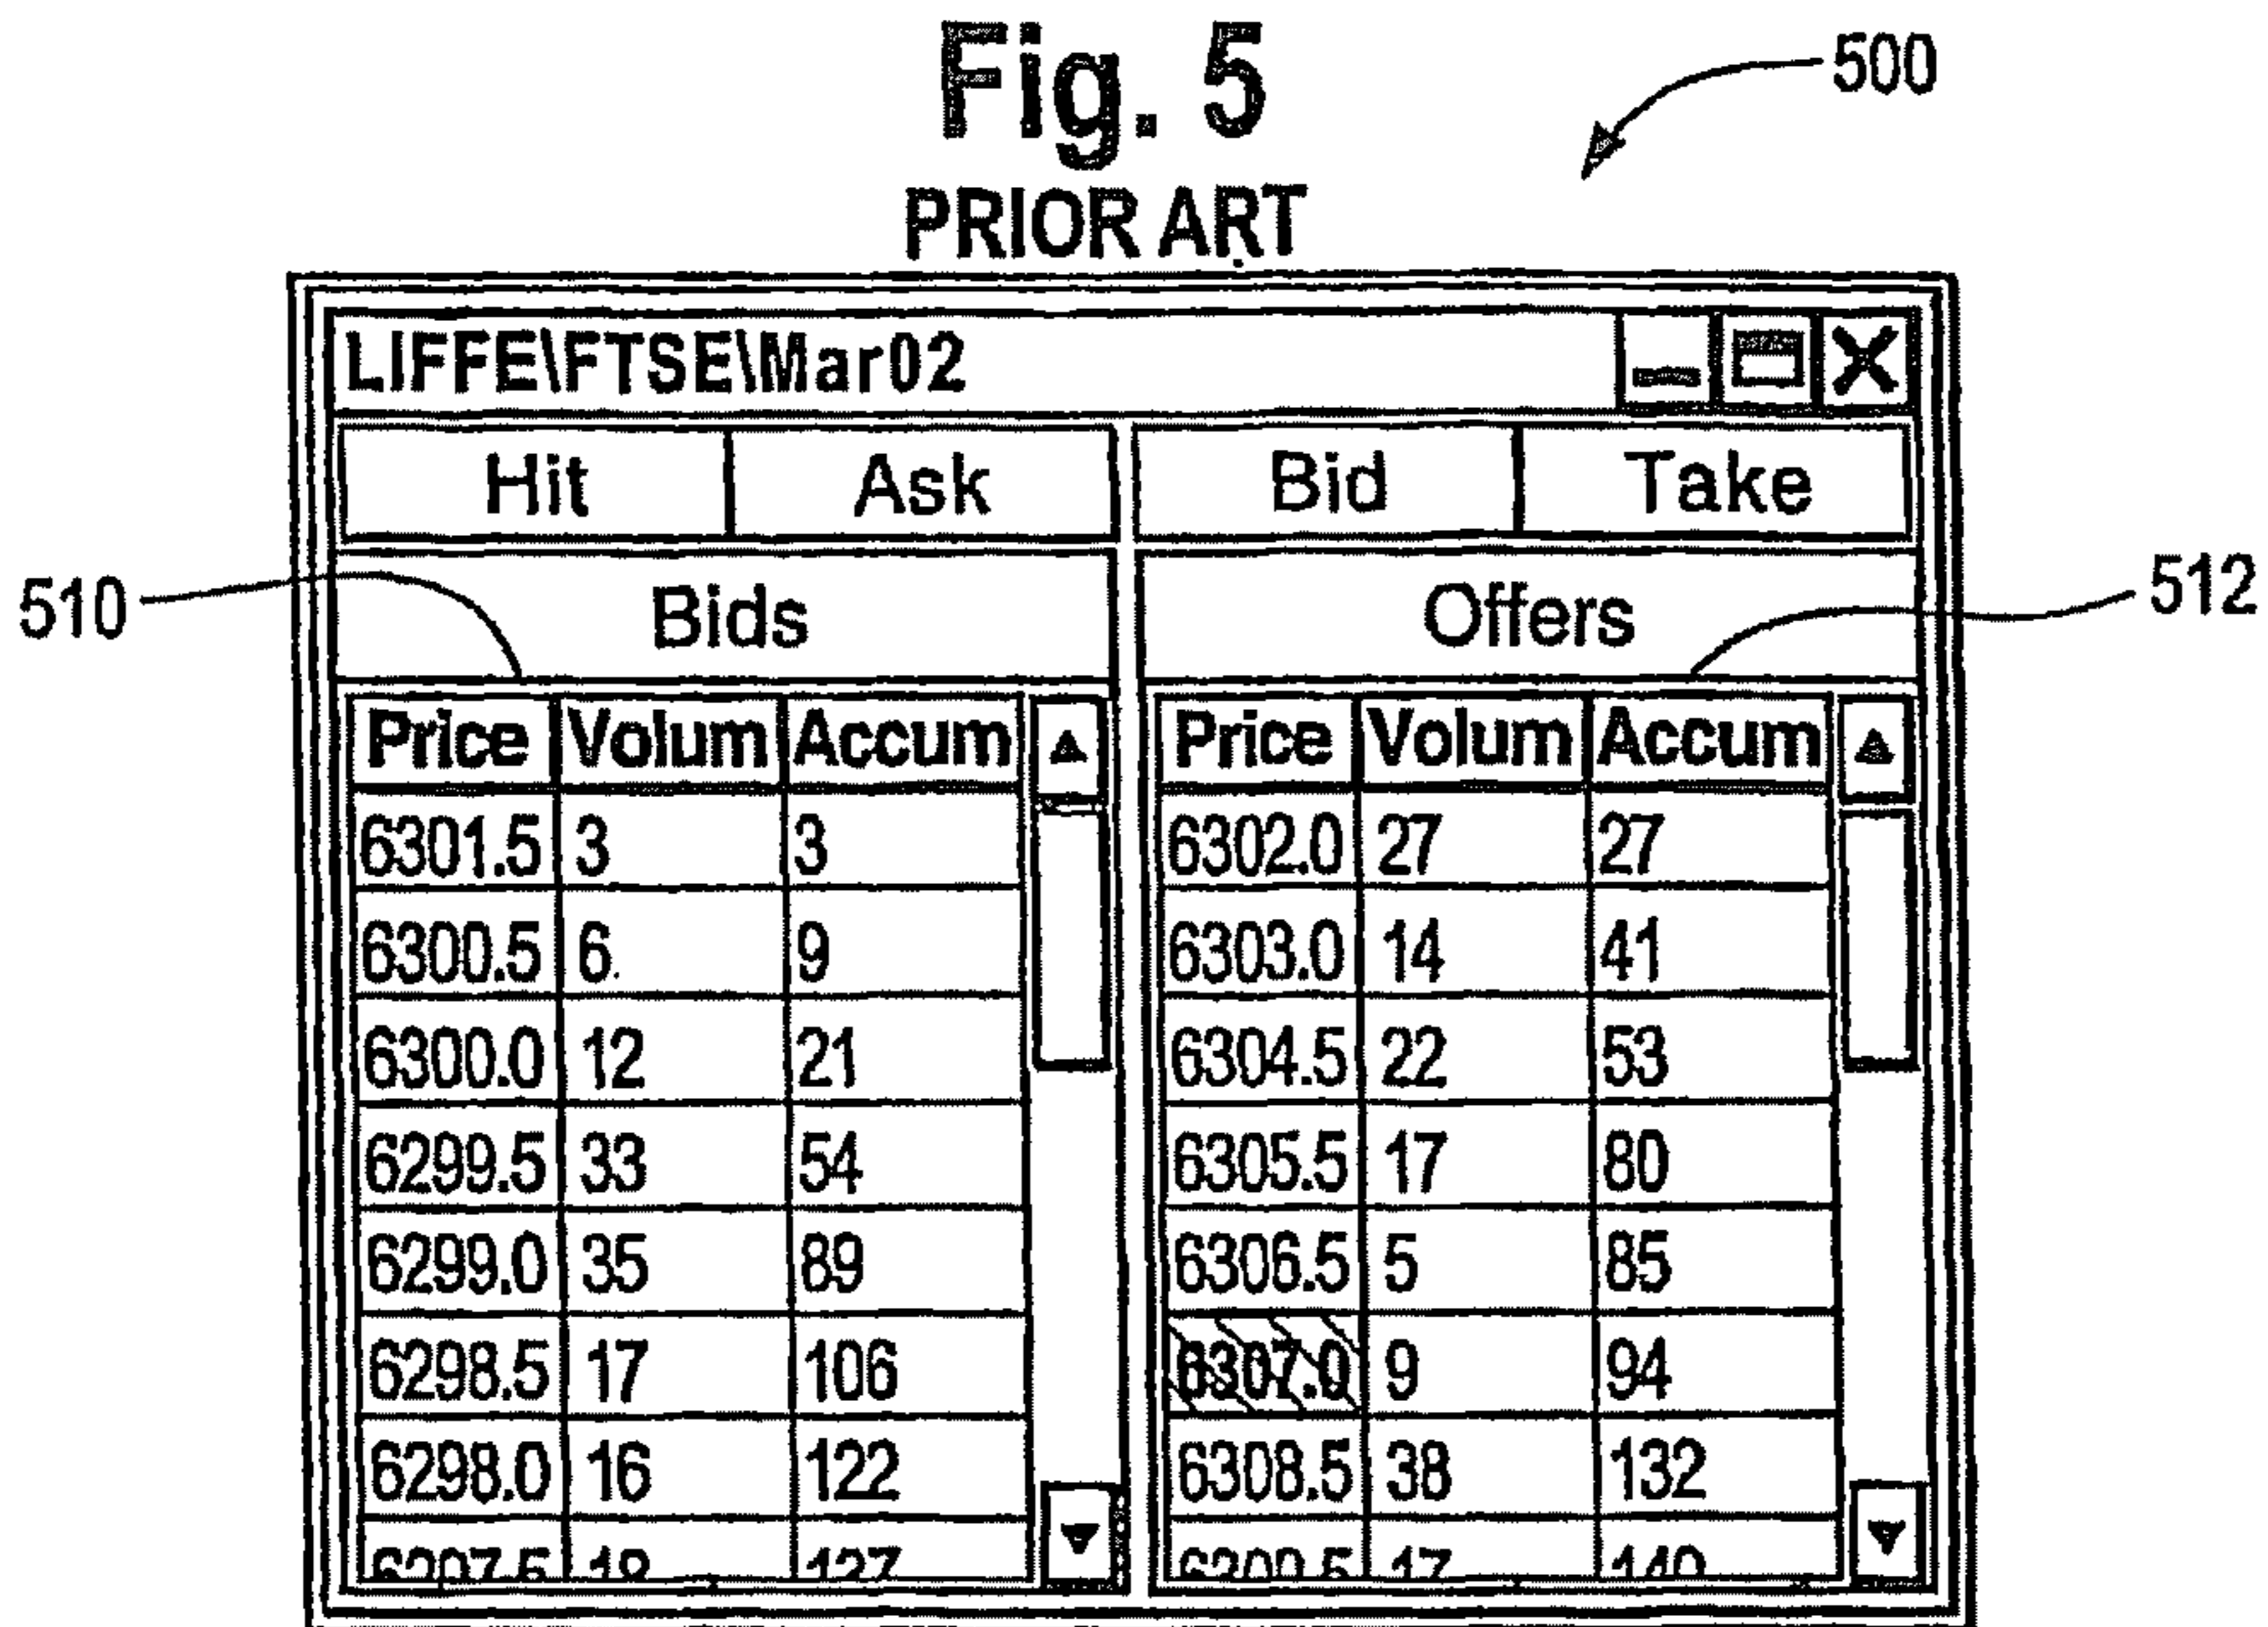 Fig. 5
500
PRIOR ART
LIFFE\FTSE\Mar02
Hit Ask Bid Take
510 Bids Offers 512
Price Volum Accum Price Volum Accum
6301.5 3 3 6302.0 27 27
6300.5 6 9 6303.0 14 41
6300.0 12 21 6304.5 22 53
6299.5 33 54 6305.5 17 80
6299.0 35 89 6306.5 5 85
6298.5 17 106 6307.0 9 94
6298.0 16 122 6308.5 38 132